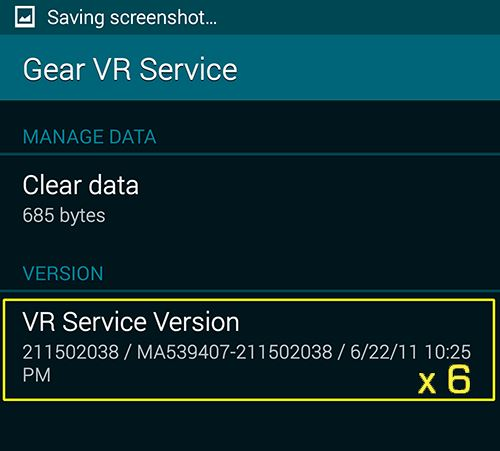 Saving screenshot...
Gear VR Service
MANAGE DATA
Clear data
685 bytes
VERSION
VR Service Version
211502038 / MA539407-211502038 / 6/22/11 10:25
PM
x 6